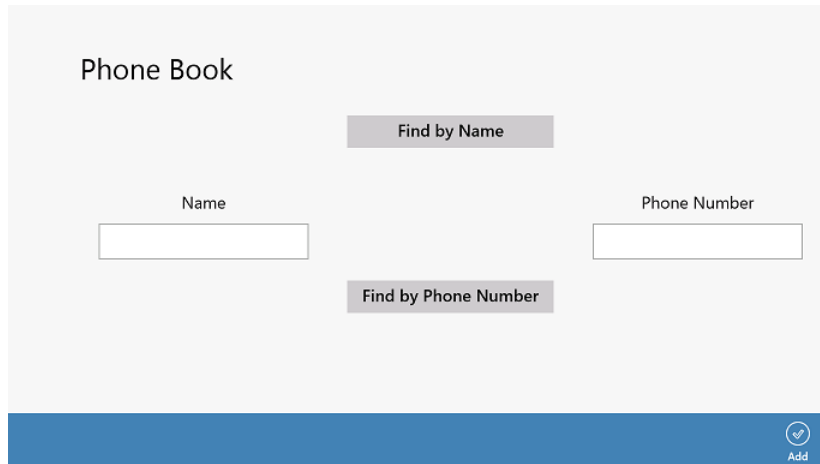 Phone Book
Find by Name
Name
Phone Number
Find by Phone Number
Add